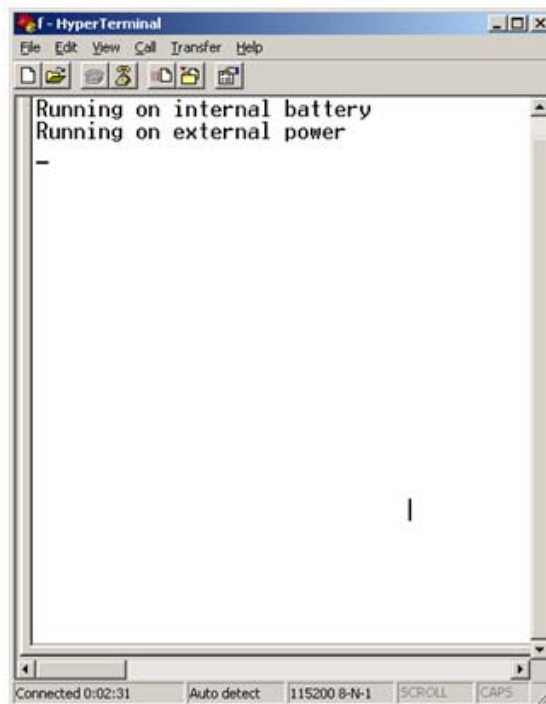 f - HyperTerminal
File Edit View Call Transfer Help
Running on internal battery
Running on external power
Connected 0:02:31 Auto detect 115200 8-N-1 SCROLL CAPS